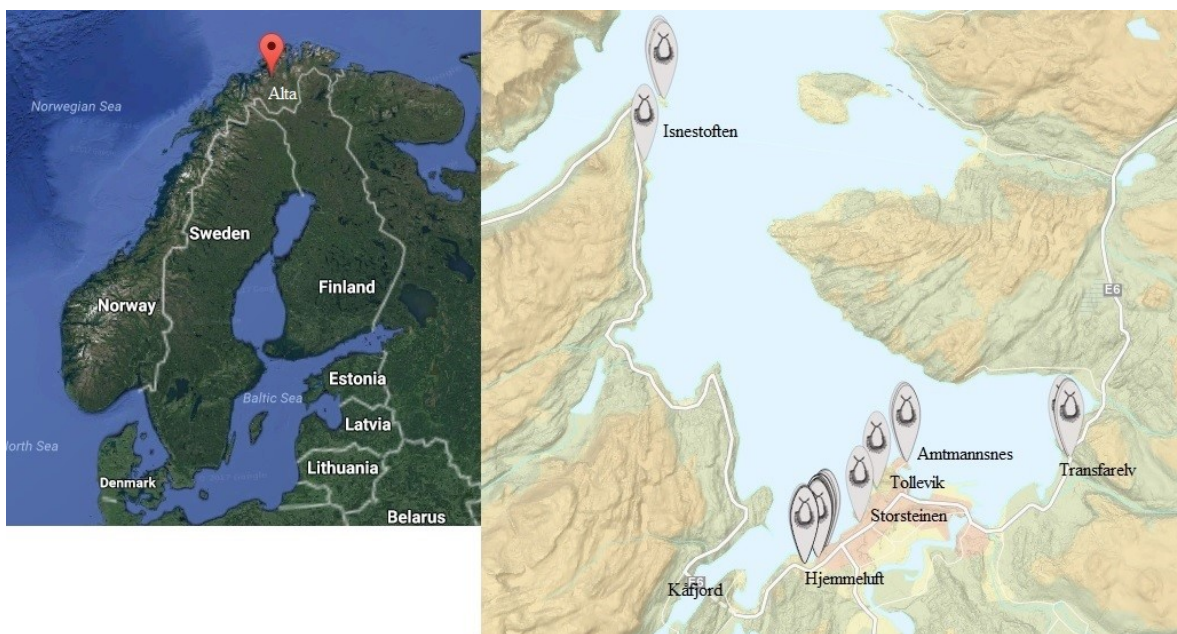 Norwegian Sea
Alta
Sweden
Finland
Norway
Estonia
Baltic Sea
Latvia
North Sea
Lithuania
Denmark
Belarus
Isnestoften
E6
Amtmannsnes
Transfarelv
Tollevik
Storsteinen
Hjemmeluft
E6
Kåfjord